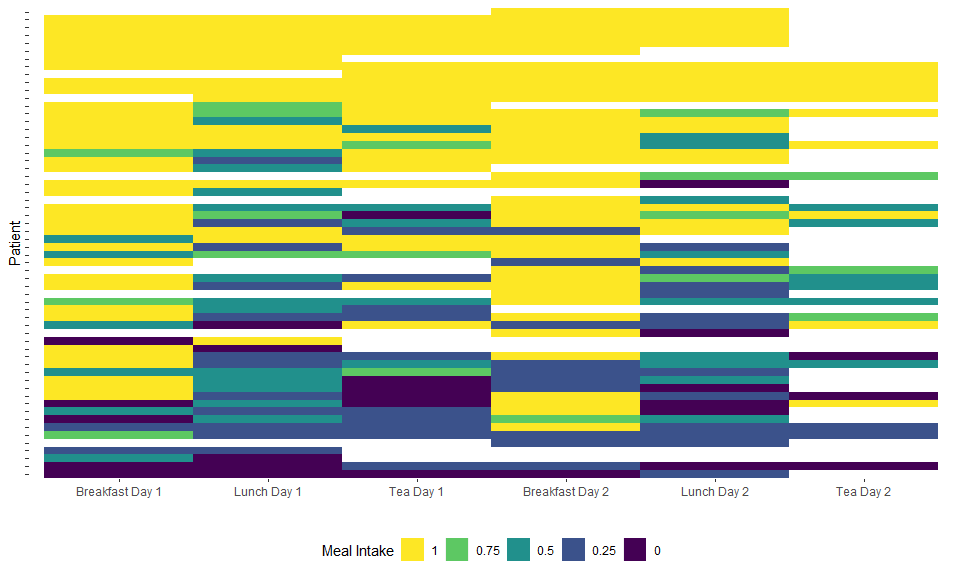 Patient
Breakfast Day 1 Lunch Day 1 Tea Day 1 Breakfast Day 2 Lunch Day 2 Tea Day 2
Meal Intake 1 0.75 0.5 0.25 0